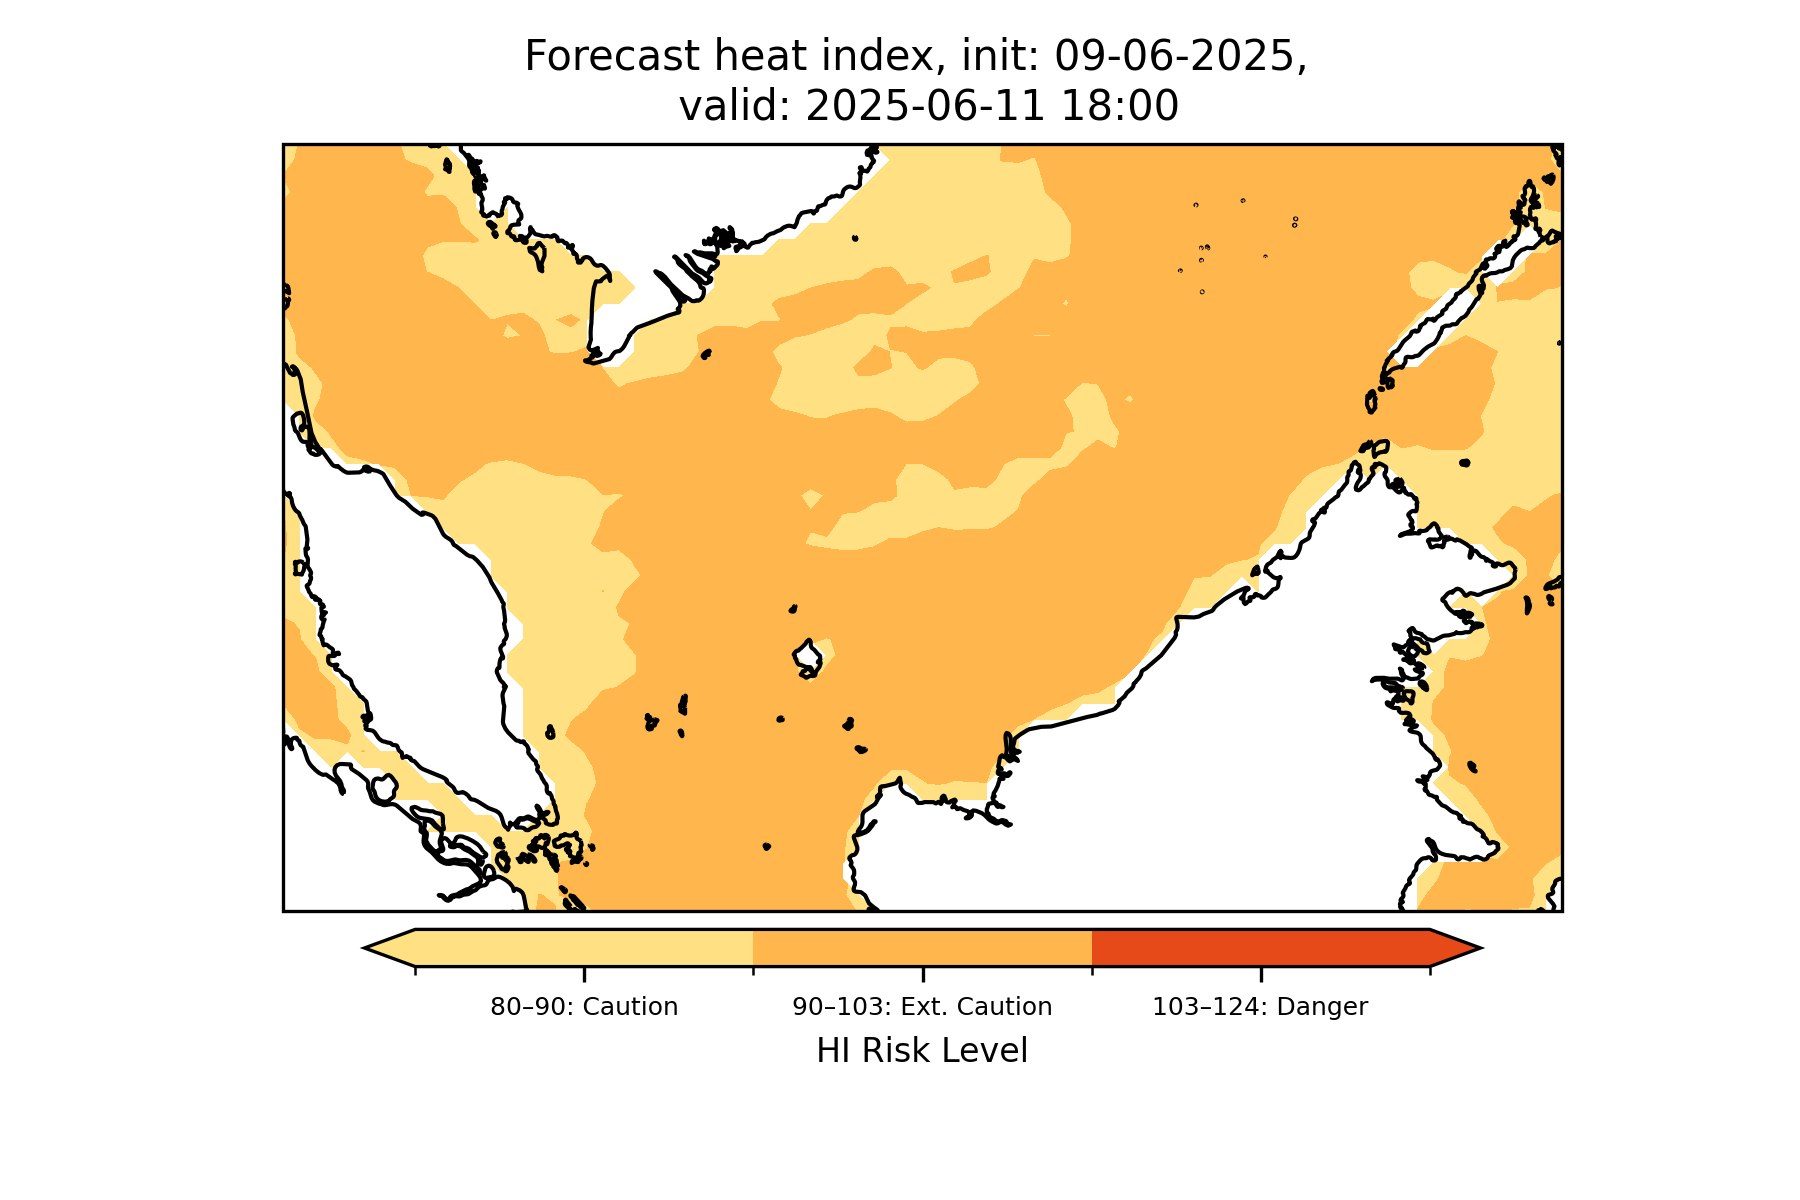 Forecast heat index, init: 09-06-2025,
valid: 2025-06-11 18:00
80–90: Caution
90–103: Ext. Caution
103–124: Danger
HI Risk Level